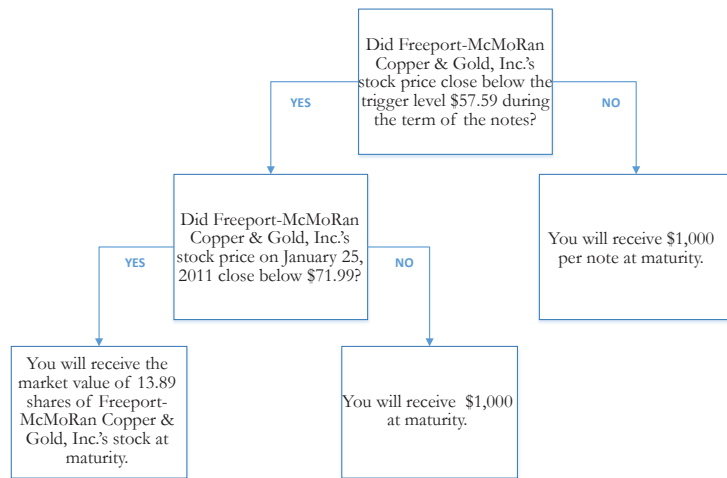 Did Freeport-McMoRan
Copper & Gold, Inc.'s
stock price close below the
trigger level $57.59 during
the term of the notes?
YES
NO
Did Freeport-McMoRan
Copper & Gold, Inc.'s
stock price on January 25,
2011 close below $71.99?
You will receive $1,000
per note at maturity.
YES
NO
You will receive the
market value of 13.89
shares of Freeport-
McMoRan Copper &
Gold, Inc.'s stock at
maturity.
You will receive $1,000
at maturity.